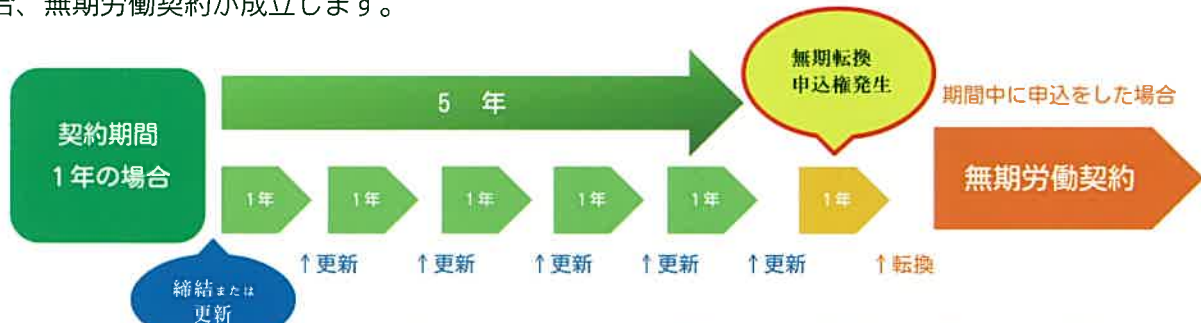 合、無期労働契約が成立します。
無期転換
申込権発生
5 年
期間中に申込をした場合
契約期間
1年の場合
無期労働契約
1年
1年
1年
1年
1年
1年
↑更新
↑更新
↑更新
↑更新
↑更新
↑転換
締結または
更新